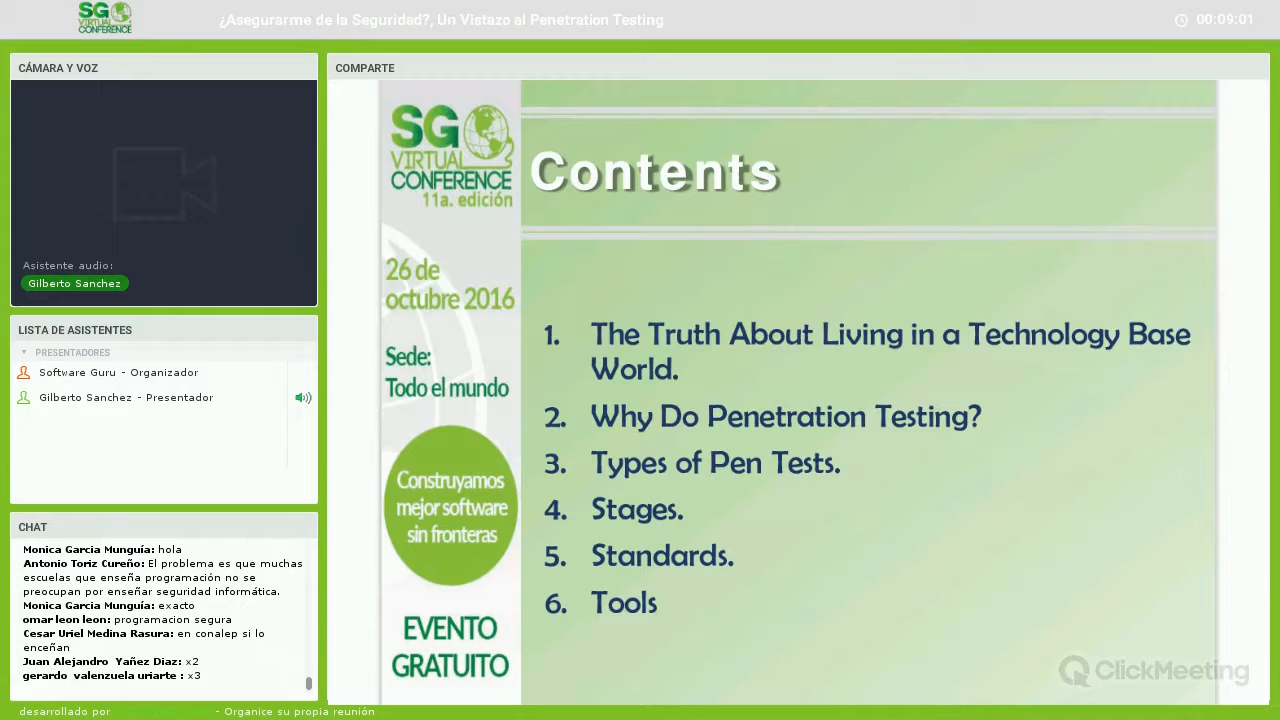 SG
VIRTUAL
CONFERENCE
¿Asegurarme de la Seguridad?, Un Vistazo al Penetration Testing
00:09:01
CÁMARA Y VOZ
Asistente audio:
Gilberto Sanchez
LISTA DE ASISTENTES
PRESENTADORES
Software Guru - Organizador
Gilberto Sanchez - Presentador
CHAT
Monica Garcia Munguía: hola
Antonio Toriz Cureño: El problema es que muchas
escuelas que enseña programación no se
preocupan por enseñar seguridad informática.
Monica Garcia Munguía: exacto
omar leon leon: programacion segura
Cesar Uriel Medina Rasura: en conalep si lo
enceñan
Juan Alejandro Yañez Diaz: x2
gerardo valenzuela uriarte : x3
desarrollado por
- Organice su propia reunión
COMPARTE
SG
VIRTUAL
CONFERENCE
11a. edición
26 de
octubre 2016
Sede:
Todo el mundo
Construyamos
mejor software
sin fronteras
EVENTO
GRATUITO
Contents
1. The Truth About Living in a Technology Base
World.
2. Why Do Penetration Testing?
3. Types of Pen Tests.
4. Stages.
5. Standards.
6. Tools
ClickMeeting